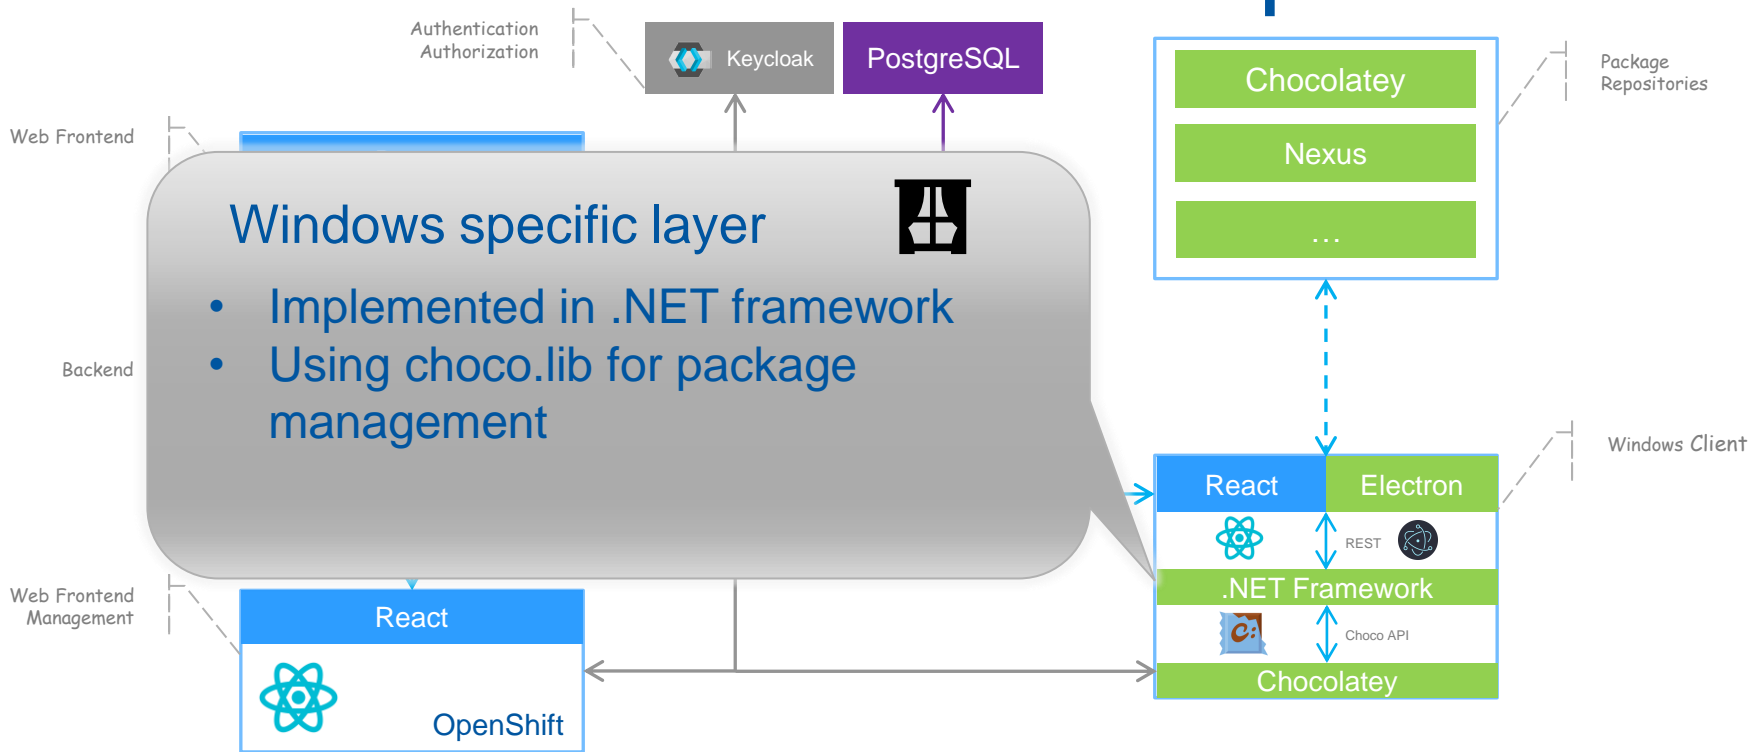 Authentication
Authorization
Keycloak
PostgreSQL
Chocolatey
Nexus
...
Package
Repositories
Web Frontend
Windows specific layer
• Implemented in .NET framework
• Using choco.lib for package
management
Backend
Windows Client
React
Electron
REST
.NET Framework
Choco API
Chocolatey
Web Frontend
Management
React
OpenShift